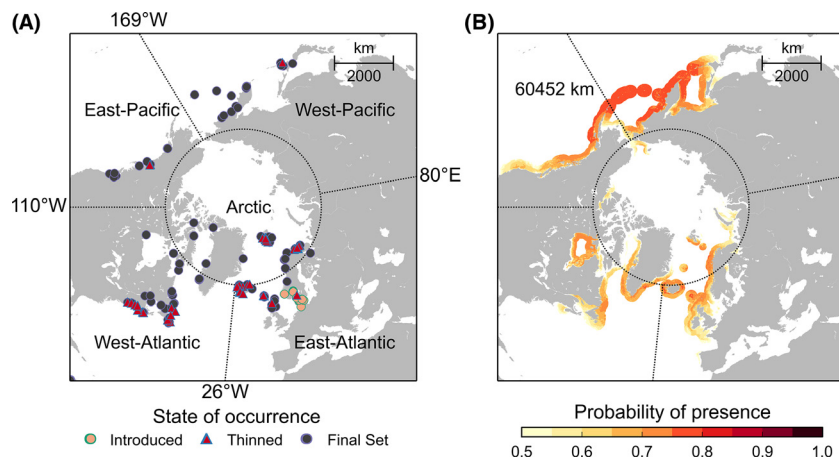 (A)
169°W
km
2000
East-Pacific
West-Pacific
80°E
110°W
Arctic
West-Atlantic
East-Atlantic
26°W
State of occurrence
Introduced
Thinned
Final Set
(B)
km
2000
60452 km
Probability of presence
0.5 0.6 0.7 0.8 0.9 1.0